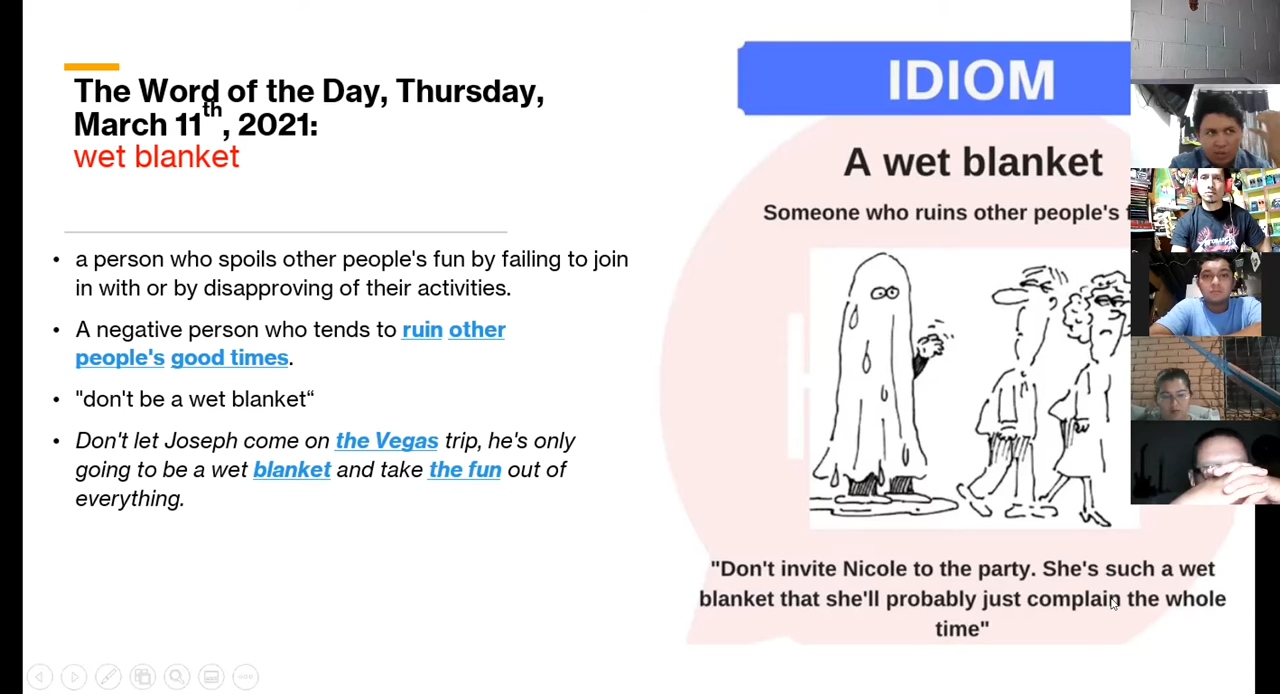 The Word of the Day, Thursday,
March 11th, 2021:
wet blanket
• a person who spoils other people's fun by failing to join
in with or by disapproving of their activities.
• A negative person who tends to ruin other
people's good times.
• "don't be a wet blanket“
• Don't let Joseph come on the Vegas trip, he's only
going to be a wet blanket and take the fun out of
everything.
IDIOM
A wet blanket
Someone who ruins other people's
"Don't invite Nicole to the party. She's such a wet
blanket that she'll probably just complain the whole
time"